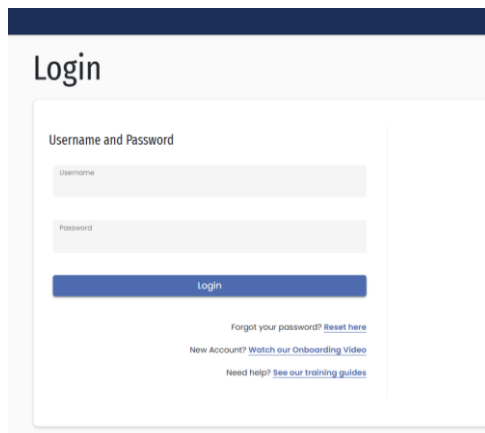 Login
Username and Password
Username
Password
Login
Forgot your password? Reset here
New Account? Watch our Onboarding Video
Need help? See our training guides